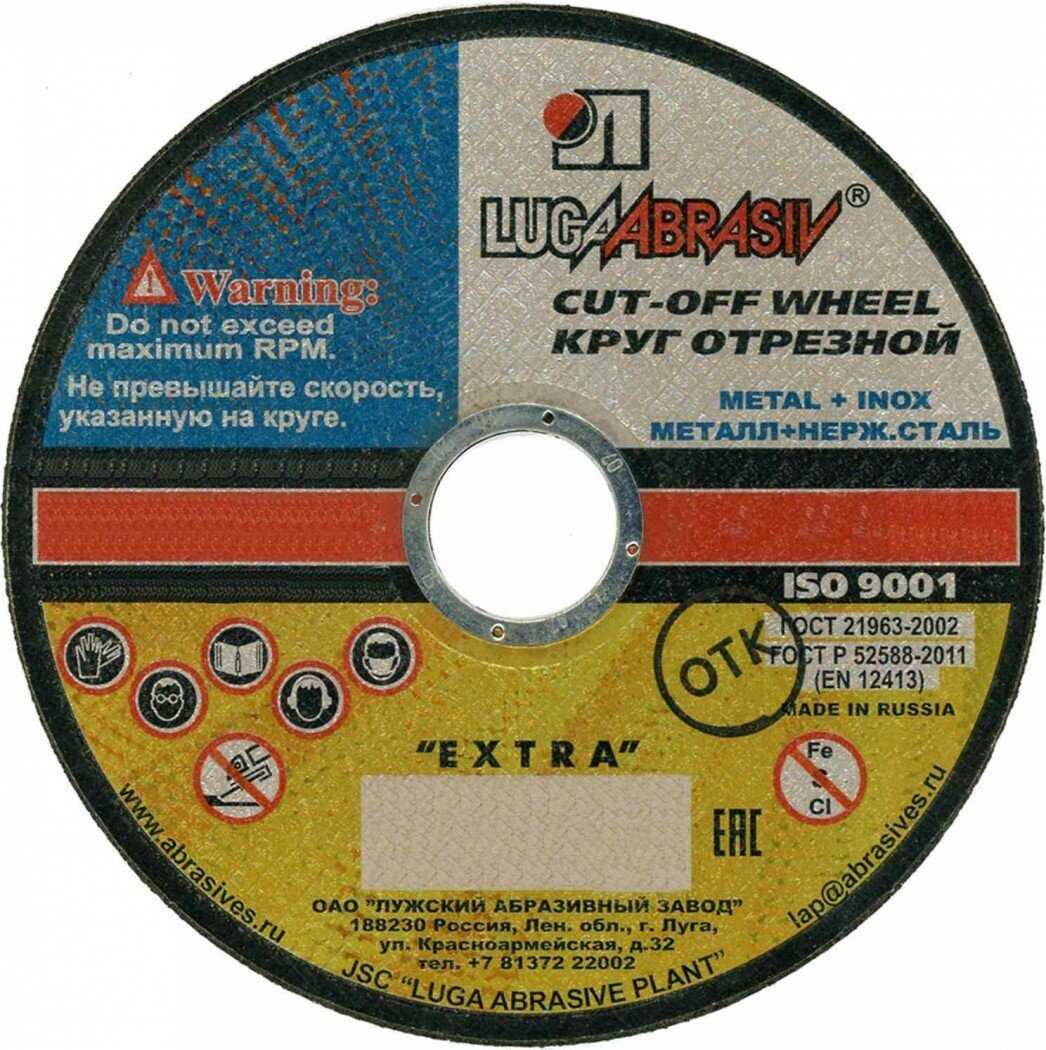 Л
LUGAABRASIV®
CUT-OFF WHEEL
КРУГ ОТРЕЗНОЙ
METAL + INOX
МЕТАЛЛ+НЕРЖ.СТАЛЬ
! Warning:
Do not exceed
maximum RPM.
Не превышайте скорость,
указанную на круге.
ISO 9001
ГОСТ 21963-2002
ГОСТ Р 52588-2011
(EN 12413)
MADE IN RUSSIA
ОТК
"EXTRA"
Fe
S
Cl
EAC
www.abrasives.ru
lap@abrasives.ru
ОАО "ЛУЖСКИЙ АБРАЗИВНЫЙ ЗАВОД"
188230 Россия, Лен. обл., г. Луга,
ул. Красноармейская, д.32
тел. +7 81372 22002
JSC "LUGA ABRASIVE PLANT"